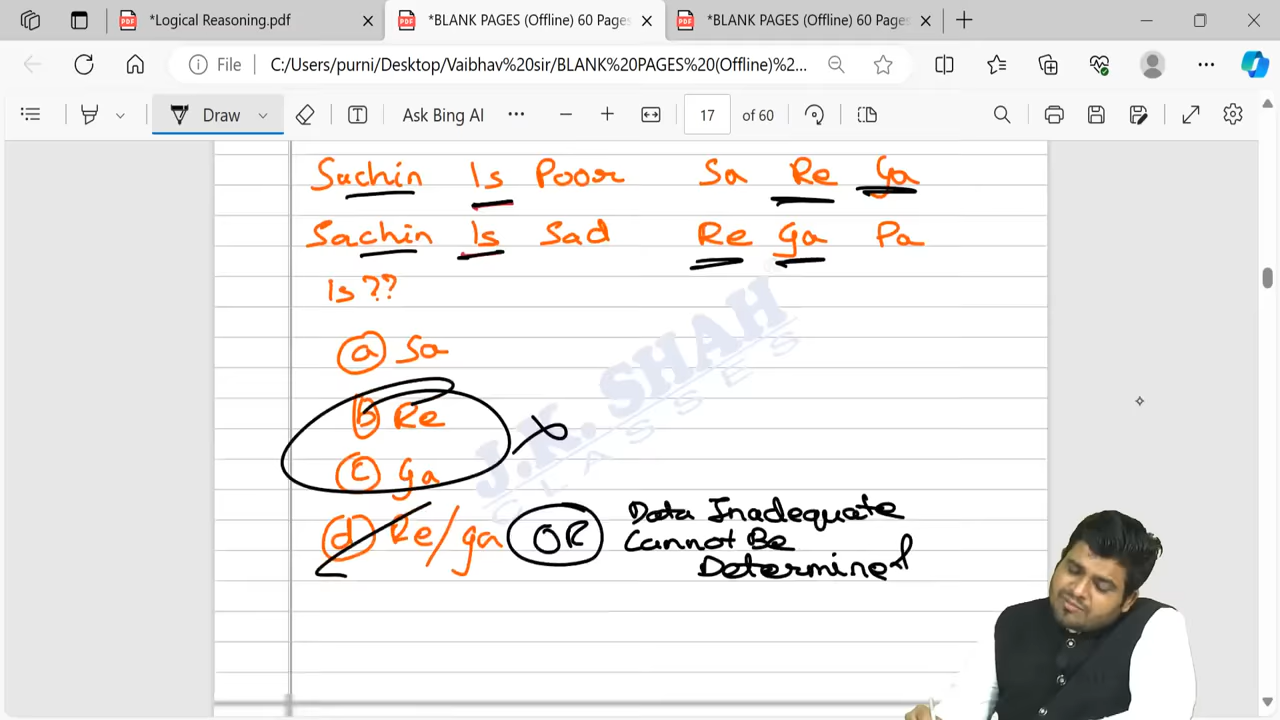 *Logical Reasoning.pdf
*BLANK PAGES (Offline) 60 Pages
*BLANK PAGES (Offline) 60 Pages
File
C:/Users/purni/Desktop/Vaibhav%20sir/BLANK%20PAGES%20(Offline)%2...
Draw
Ask Bing AI
17 of 60
Sachin Is Poor Sa Re Ga
Sachin Is Sad Re Ga Pa
Is ??
a Sa
b Re
c Ga
d Re/ga OR Data Inadequate
Cannot Be
Determined
J.K. SHAH
CLASSES